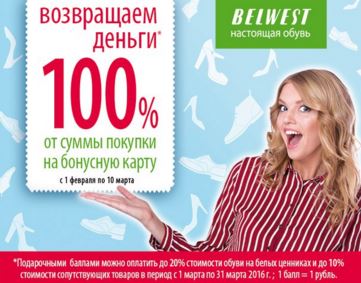 возвращаем
деньги*
100%
от суммы покупки
на бонусную карту
с 1 февраля по 10 марта
BELWEST
настоящая обувь
*Подарочными баллами можно оплатить до 20% стоимости обуви на белых ценниках и до 10%
стоимости сопутствующих товаров в период с 1 марта по 31 марта 2016 г. ; 1 балл = 1 рубль.